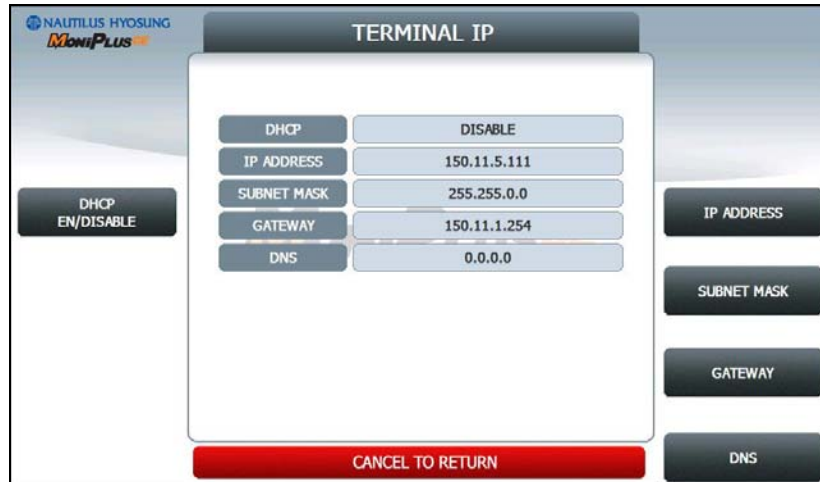 NAUTILUS HYOSUNG
MoniPlus
TERMINAL IP
DHCP DISABLE
IP ADDRESS 150.11.5.111
SUBNET MASK 255.255.0.0
GATEWAY 150.11.1.254
DNS 0.0.0.0
DHCP
EN/DISABLE
IP ADDRESS
SUBNET MASK
GATEWAY
DNS
CANCEL TO RETURN